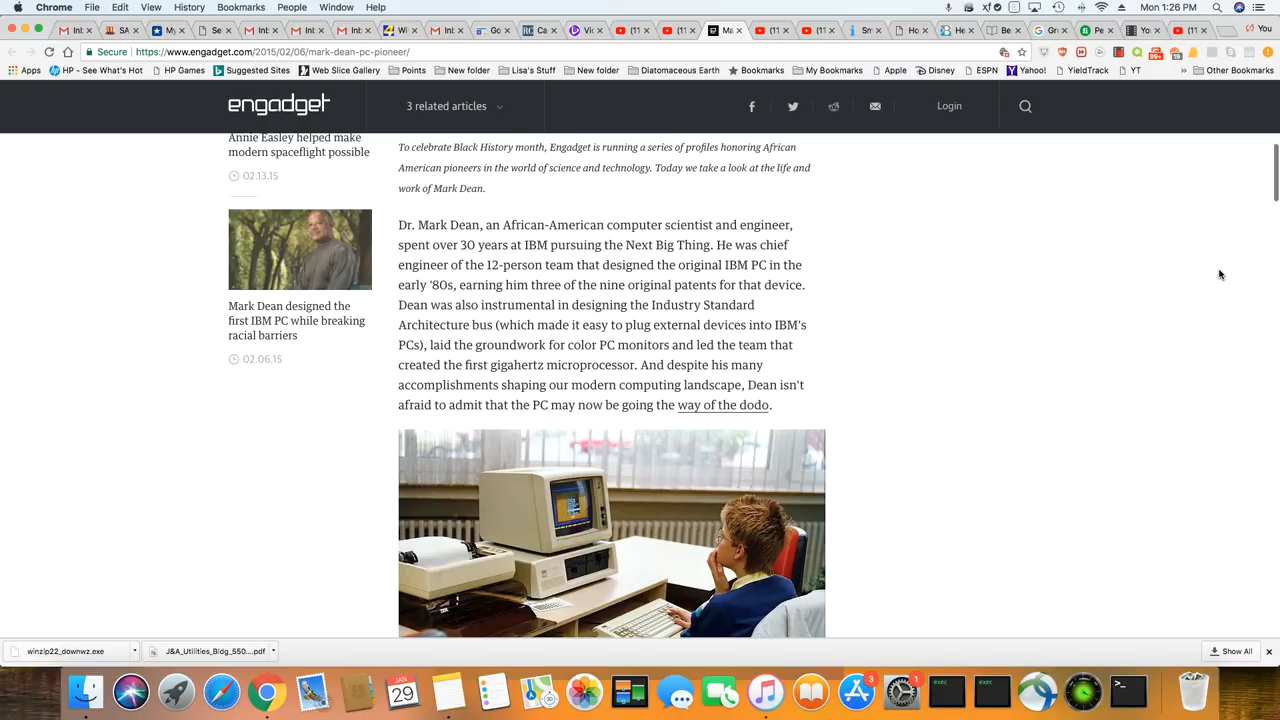 Chrome File Edit View History Bookmarks People Window Help Mon 1:26 PM
Secure https://www.engadget.com/2015/02/06/mark-dean-pc-pioneer/
Apps HP - See What's Hot HP Games Suggested Sites Web Slice Gallery Points New folder Lisa's Stuff New folder Diatomaceous Earth Bookmarks My Bookmarks Apple Disney ESPN Yahoo! YieldTrack YT » Other Bookmarks
engadget 3 related articles Login
Annie Easley helped make
modern spaceflight possible
02.13.15
Mark Dean designed the
first IBM PC while breaking
racial barriers
02.06.15
To celebrate Black History month, Engadget is running a series of profiles honoring African
American pioneers in the world of science and technology. Today we take a look at the life and
work of Mark Dean.
Dr. Mark Dean, an African-American computer scientist and engineer,
spent over 30 years at IBM pursuing the Next Big Thing. He was chief
engineer of the 12-person team that designed the original IBM PC in the
early '80s, earning him three of the nine original patents for that device.
Dean was also instrumental in designing the Industry Standard
Architecture bus (which made it easy to plug external devices into IBM's
PCs), laid the groundwork for color PC monitors and led the team that
created the first gigahertz microprocessor. And despite his many
accomplishments shaping our modern computing landscape, Dean isn't
afraid to admit that the PC may now be going the way of the dodo.
winzip22_downwz.exe J&A_Utilities_Bldg_550....pdf Show All
JAN
29
3
1
exec exec